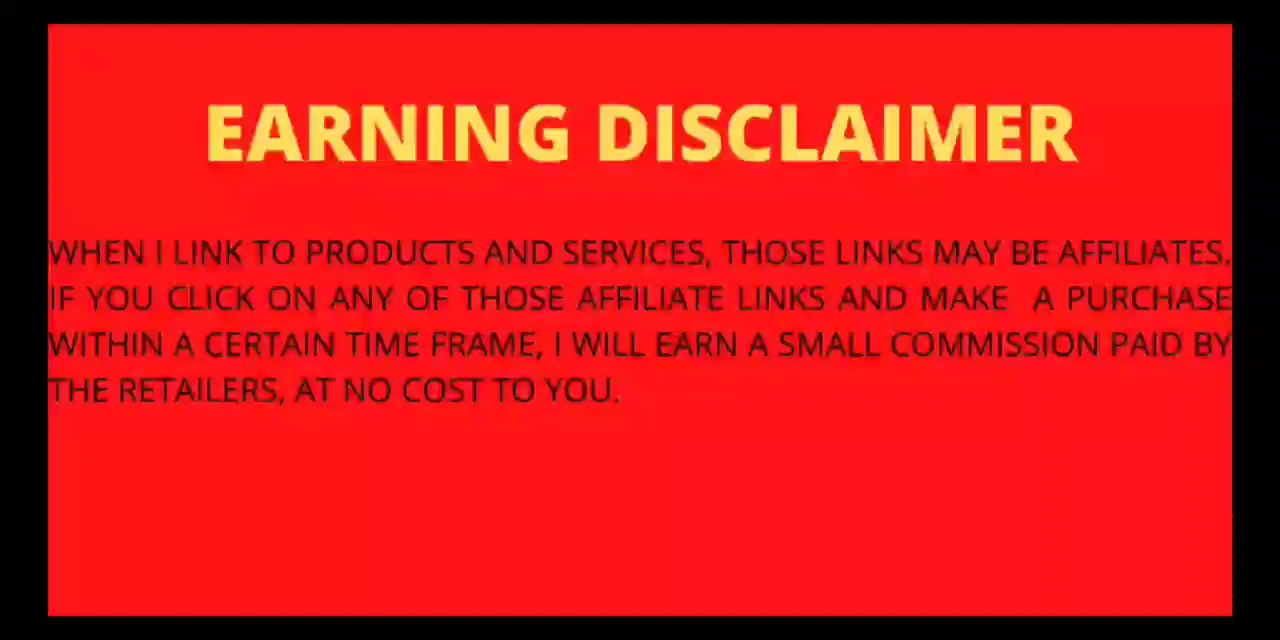 EARNING DISCLAIMER
WHEN I LINK TO PRODUCTS AND SERVICES, THOSE LINKS MAY BE AFFILIATES.
IF YOU CLICK ON ANY OF THOSE AFFILIATE LINKS AND MAKE A PURCHASE
WITHIN A CERTAIN TIME FRAME, I WILL EARN A SMALL COMMISSION PAID BY
THE RETAILERS, AT NO COST TO YOU.